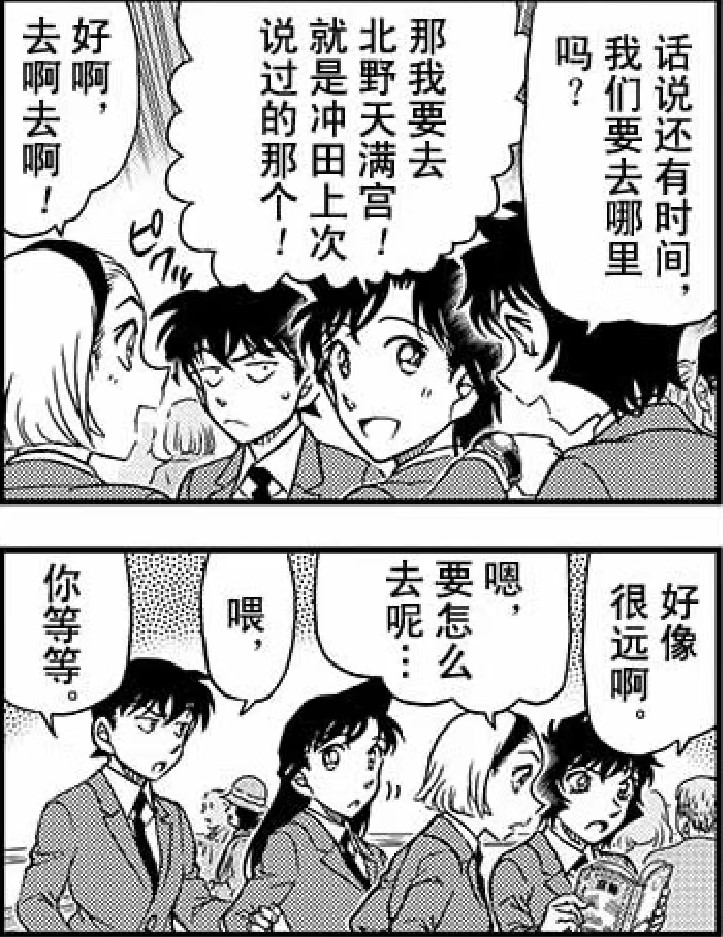 话说还有时间，
我们要去哪里
吗？
那我要去
北野天满宫！
就是冲田上次
说过的那个！
好啊，
去啊去啊！
ピクッ
好像
很远啊。
嗯，
要怎么
去呢…
喂，
你等等。